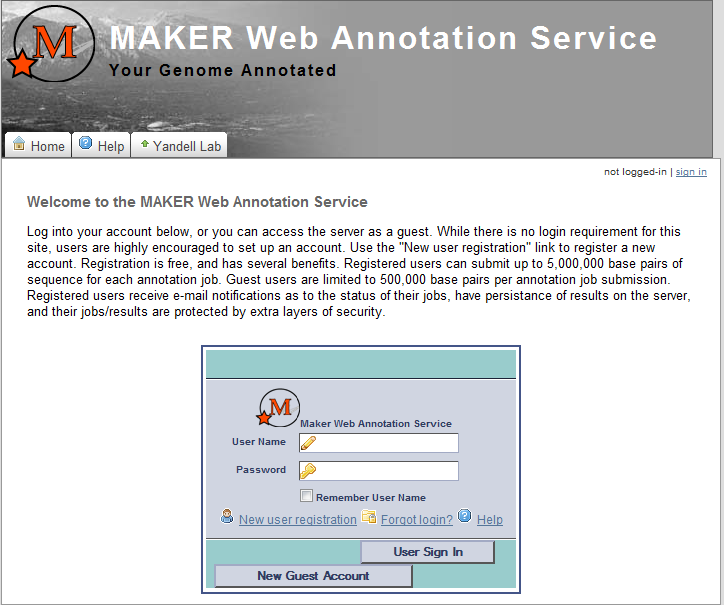 M
MAKER Web Annotation Service
Your Genome Annotated
Home Help Yandell Lab
not logged-in | sign in
Welcome to the MAKER Web Annotation Service
Log into your account below, or you can access the server as a guest. While there is no login requirement for this
site, users are highly encouraged to set up an account. Use the "New user registration" link to register a new
account. Registration is free, and has several benefits. Registered users can submit up to 5,000,000 base pairs of
sequence for each annotation job. Guest users are limited to 500,000 base pairs per annotation job submission.
Registered users receive e-mail notifications as to the status of their jobs, have persistance of results on the server,
and their jobs/results are protected by extra layers of security.
M
Maker Web Annotation Service
User Name
Password
Remember User Name
New user registration Forgot login? Help
User Sign In
New Guest Account